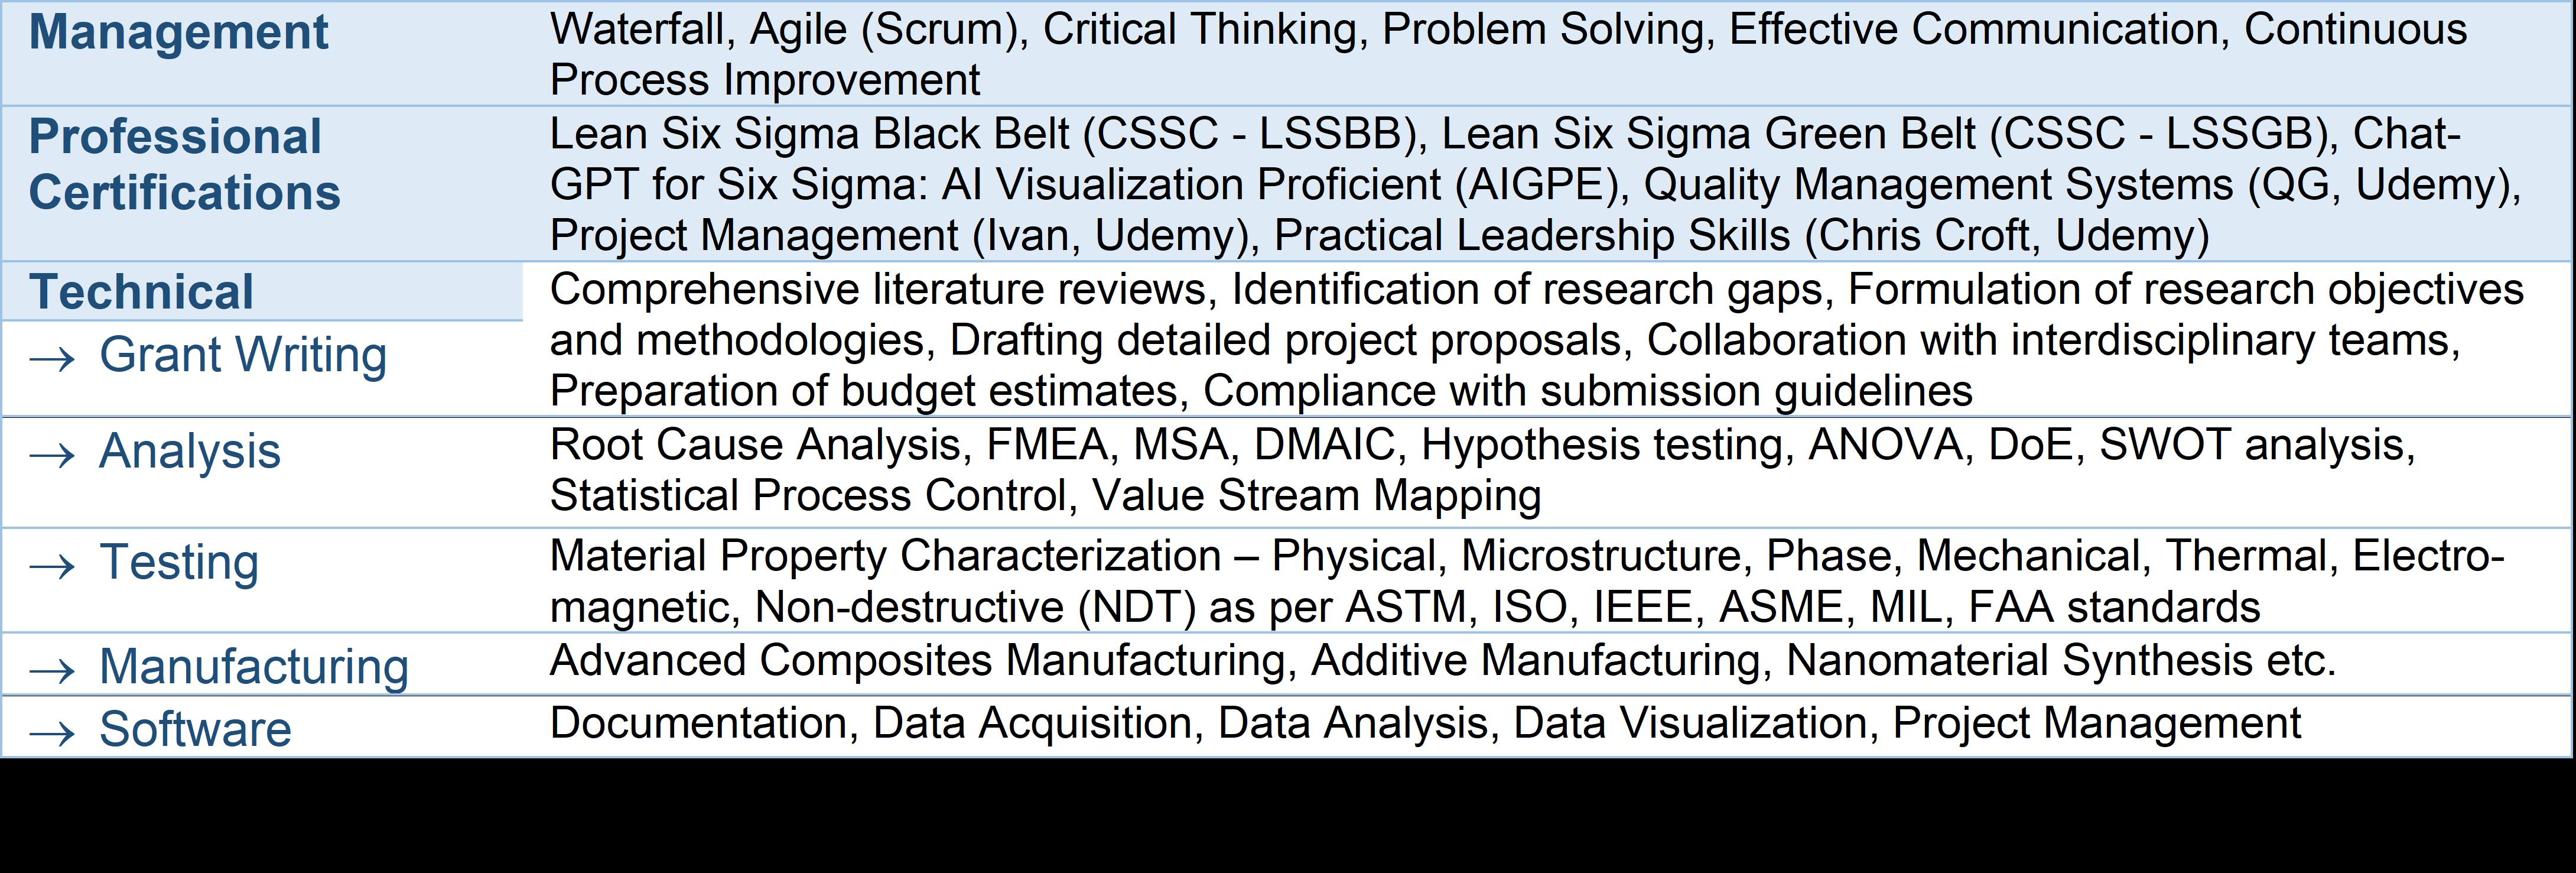 Management
Waterfall, Agile (Scrum), Critical Thinking, Problem Solving, Effective Communication, Continuous
Process Improvement
Professional
Certifications
Lean Six Sigma Black Belt (CSSC - LSSBB), Lean Six Sigma Green Belt (CSSC - LSSGB), Chat-
GPT for Six Sigma: AI Visualization Proficient (AIGPE), Quality Management Systems (QG, Udemy),
Project Management (Ivan, Udemy), Practical Leadership Skills (Chris Croft, Udemy)
Technical
→ Grant Writing
Comprehensive literature reviews, Identification of research gaps, Formulation of research objectives
and methodologies, Drafting detailed project proposals, Collaboration with interdisciplinary teams,
Preparation of budget estimates, Compliance with submission guidelines
→ Analysis
Root Cause Analysis, FMEA, MSA, DMAIC, Hypothesis testing, ANOVA, DoE, SWOT analysis,
Statistical Process Control, Value Stream Mapping
→ Testing
Material Property Characterization – Physical, Microstructure, Phase, Mechanical, Thermal, Electro-
magnetic, Non-destructive (NDT) as per ASTM, ISO, IEEE, ASME, MIL, FAA standards
→ Manufacturing
Advanced Composites Manufacturing, Additive Manufacturing, Nanomaterial Synthesis etc.
→ Software
Documentation, Data Acquisition, Data Analysis, Data Visualization, Project Management